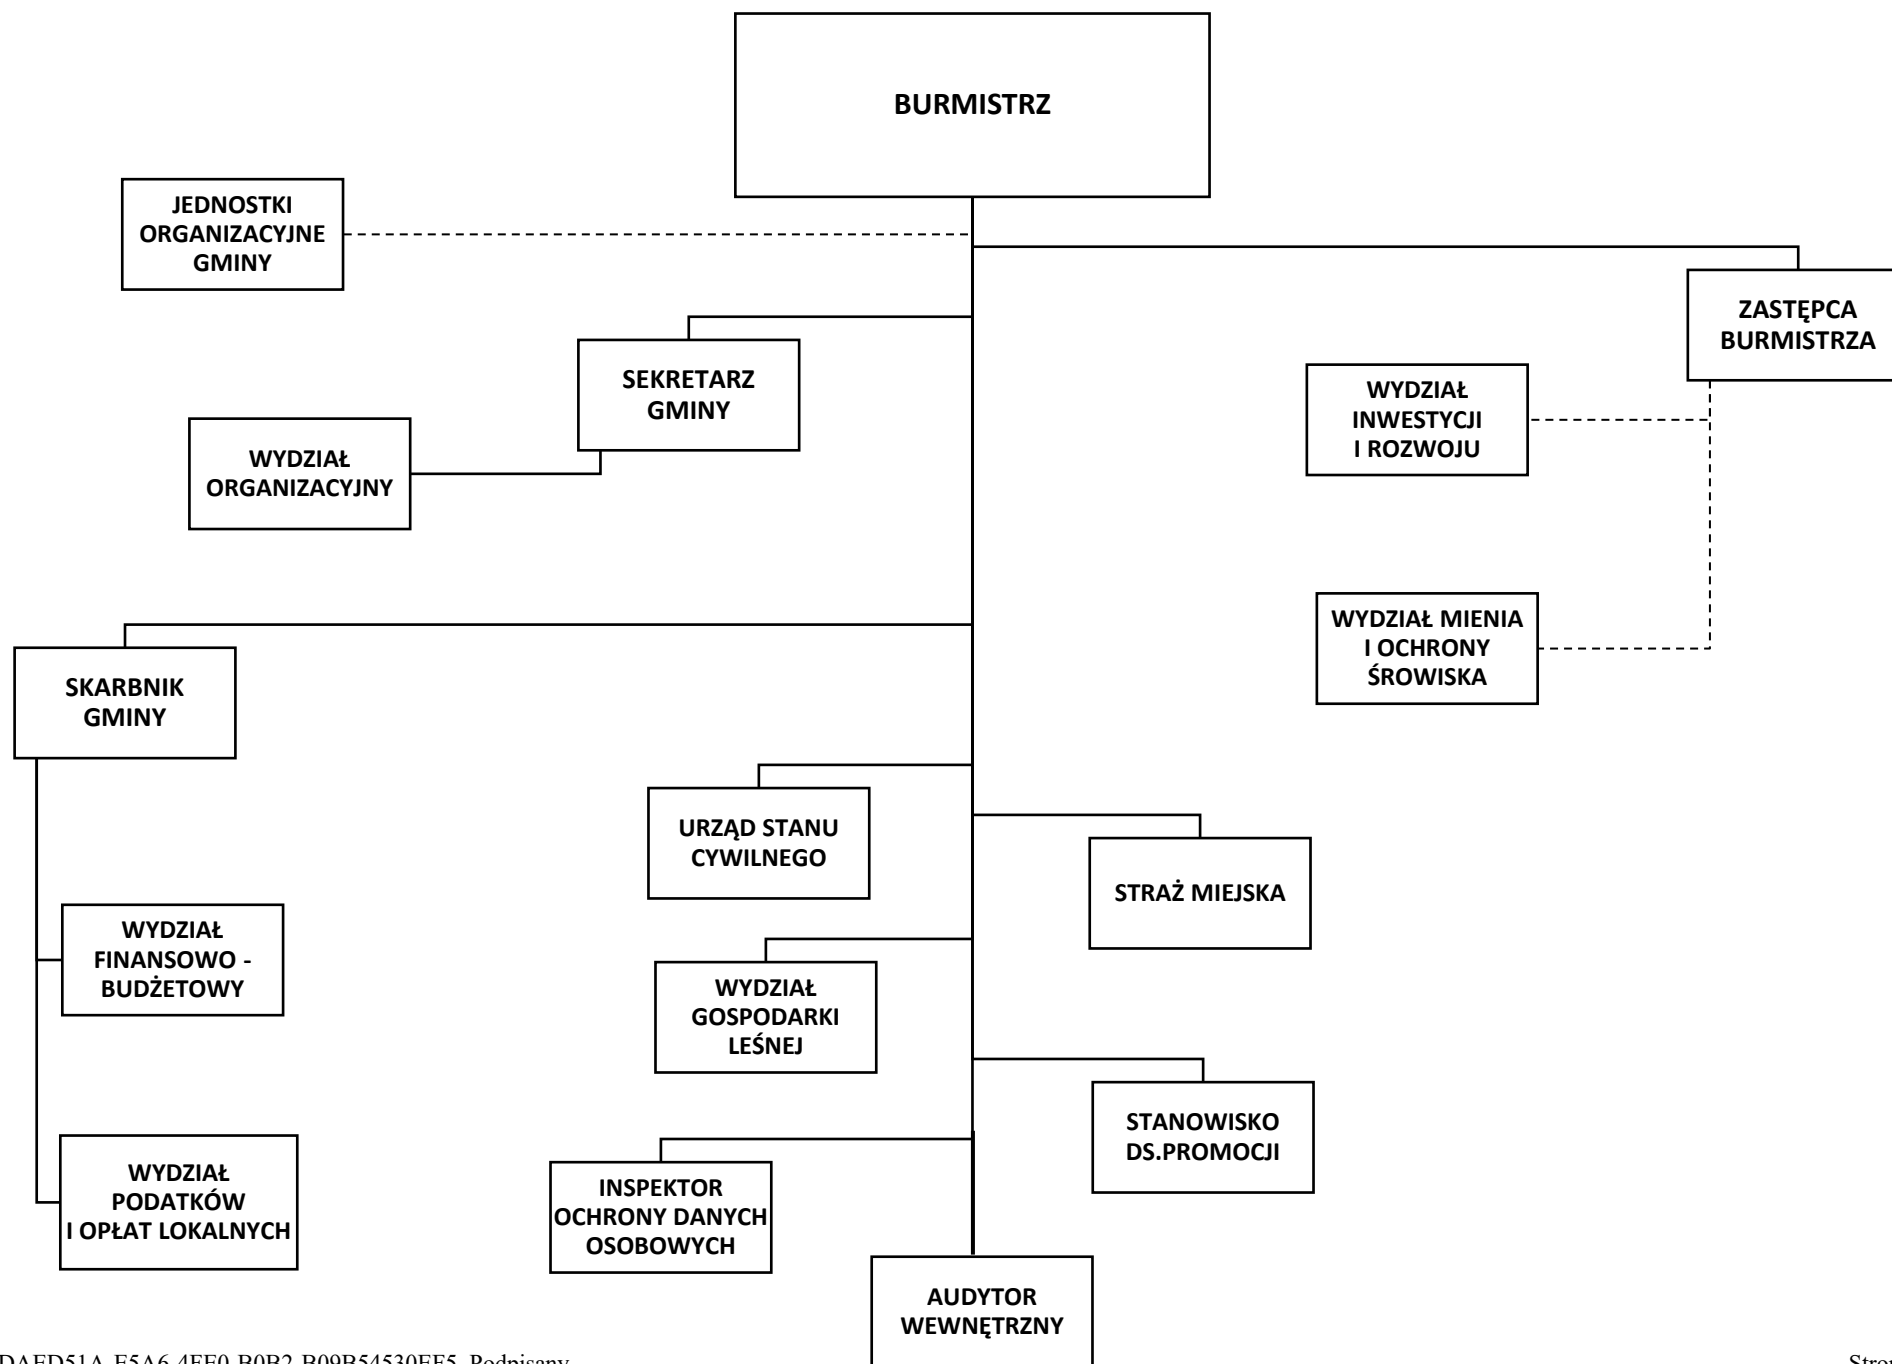 BURMISTRZ
JEDNOSTKI
ORGANIZACYJNE
GMINY
ZASTĘPCA
BURMISTRZA
SEKRETARZ
GMINY
WYDZIAŁ
INWESTYCJI
I ROZWOJU
WYDZIAŁ
ORGANIZACYJNY
WYDZIAŁ MIENIA
I OCHRONY
ŚROWISKA
SKARBNIK
GMINY
URZĄD STANU
CYWILNEGO
STRAŻ MIEJSKA
WYDZIAŁ
FINANSOWO -
BUDŻETOWY
WYDZIAŁ
GOSPODARKI
LEŚNEJ
STANOWISKO
DS.PROMOCJI
WYDZIAŁ
PODATKÓW
I OPŁAT LOKALNYCH
INSPEKTOR
OCHRONY DANYCH
OSOBOWYCH
AUDYTOR
WEWNĘTRZNY
Podpisany